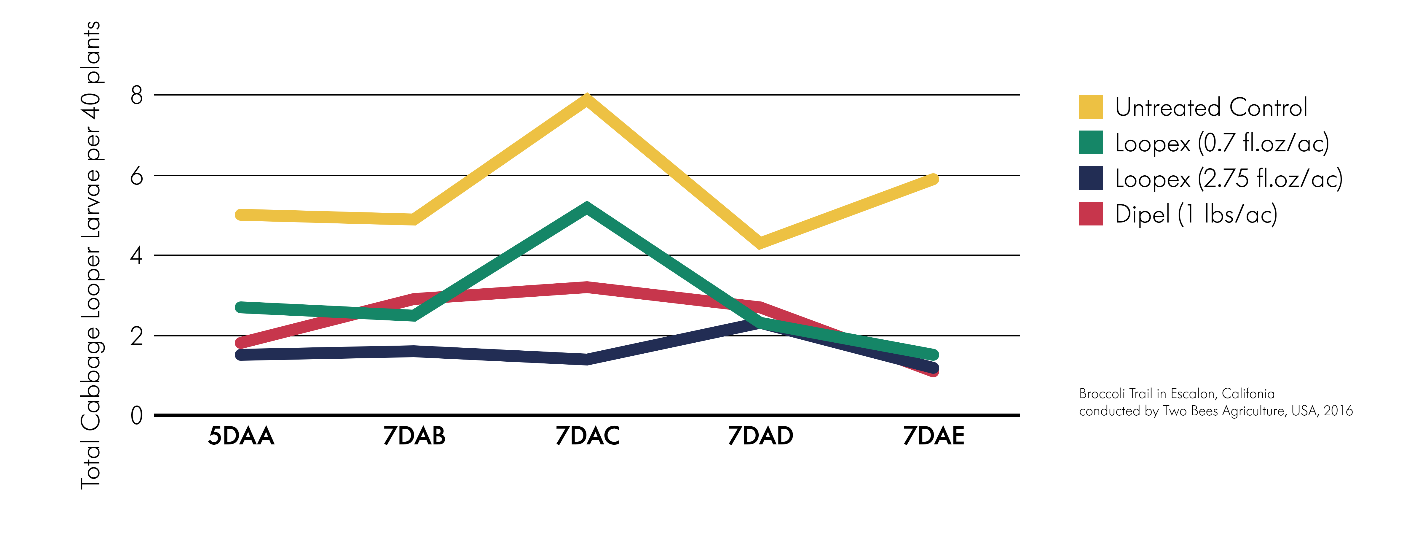 Total Cabbage Looper Larvae per 40 plants
8
6
4
2
0
5DAA
7DAB
7DAC
7DAD
7DAE
Untreated Control
Loopex (0.7 fl.oz/ac)
Loopex (2.75 fl.oz/ac)
Dipel (1 lbs/ac)
Broccoli Trail in Escalon, Califonia
conducted by Two Bees Agriculture, USA, 2016